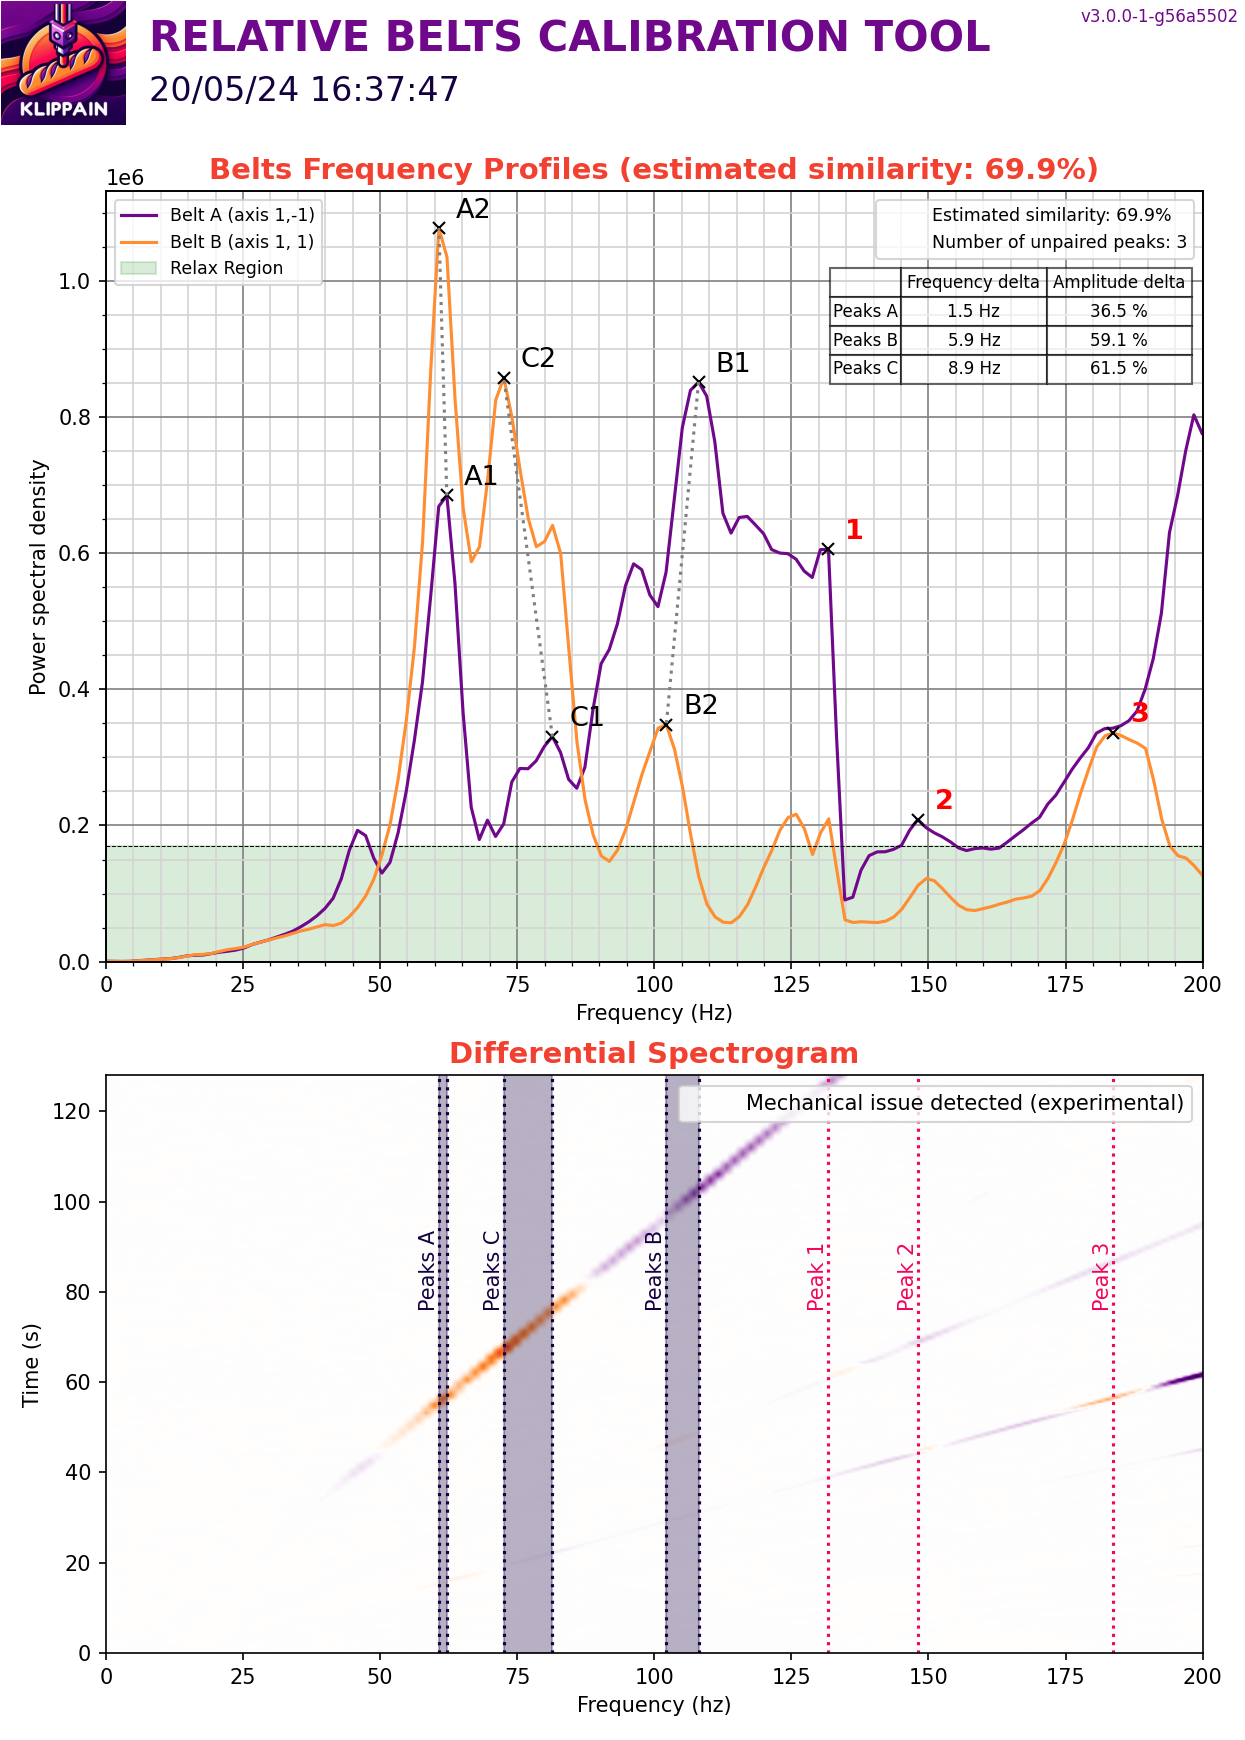 v3.0.0-1-g56a5502
RELATIVE BELTS CALIBRATION TOOL
20/05/24 16:37:47
KLIPPAIN
Belts Frequency Profiles (estimated similarity: 69.9%)
1e6
Belt A (axis 1,-1)
Belt B (axis 1, 1)
Relax Region
Estimated similarity: 69.9%
Number of unpaired peaks: 3
Frequency delta Amplitude delta
Peaks A 1.5 Hz 36.5 %
Peaks B 5.9 Hz 59.1 %
Peaks C 8.9 Hz 61.5 %
A2
C2
B1
A1
1
B2
C1
3
2
1.0
0.8
0.6
0.4
0.2
0.0
Power spectral density
0 25 50 75 100 125 150 175 200
Frequency (Hz)
Differential Spectrogram
Mechanical issue detected (experimental)
Peaks A
Peaks C
Peaks B
Peak 1
Peak 2
Peak 3
120
100
80
60
40
20
0
Time (s)
0 25 50 75 100 125 150 175 200
Frequency (hz)